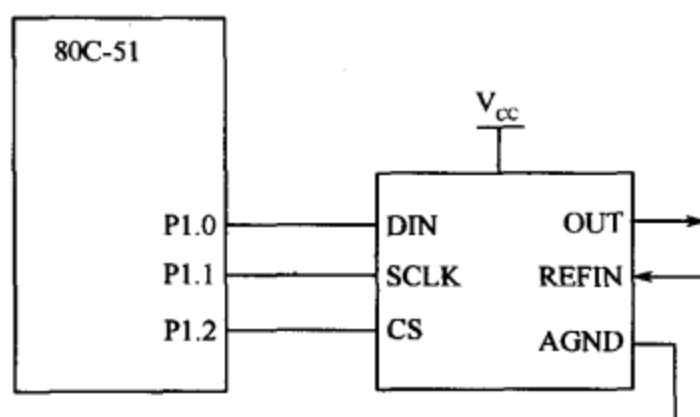 80C-51
V_CC
P1.0
DIN
OUT
P1.1
SCLK
REFIN
P1.2
CS
AGND